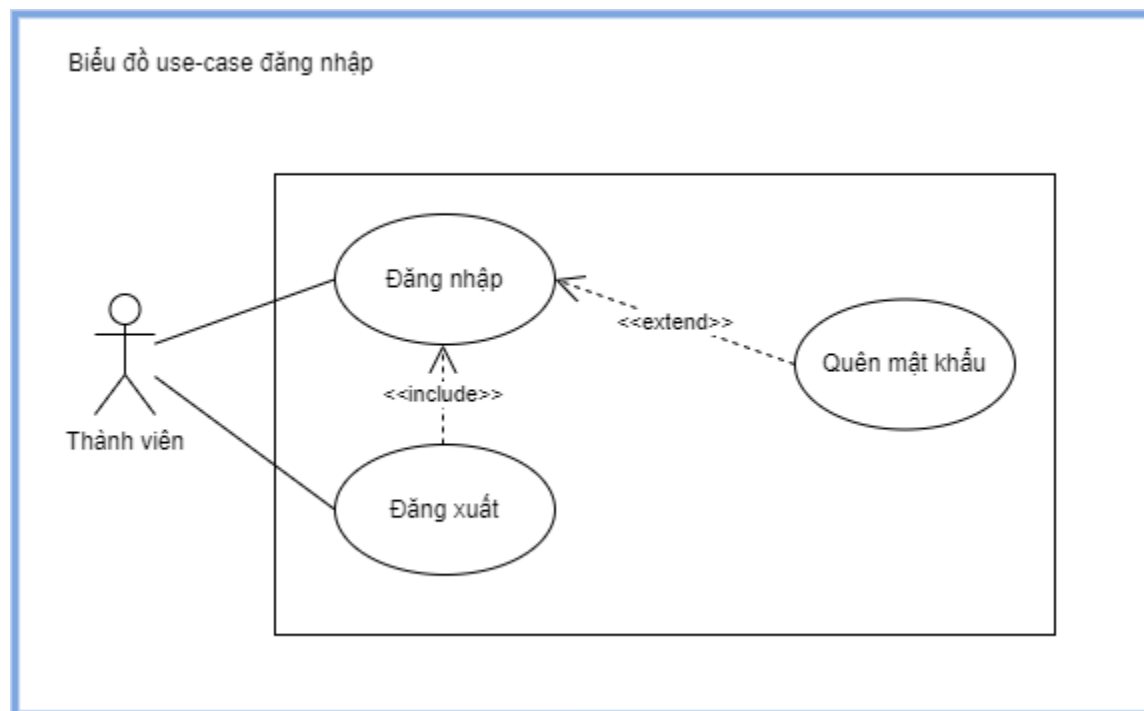 Biểu đồ use-case đăng nhập
Đăng nhập
<<extend>>
Quên mật khẩu
<<include>>
Thành viên
Đăng xuất